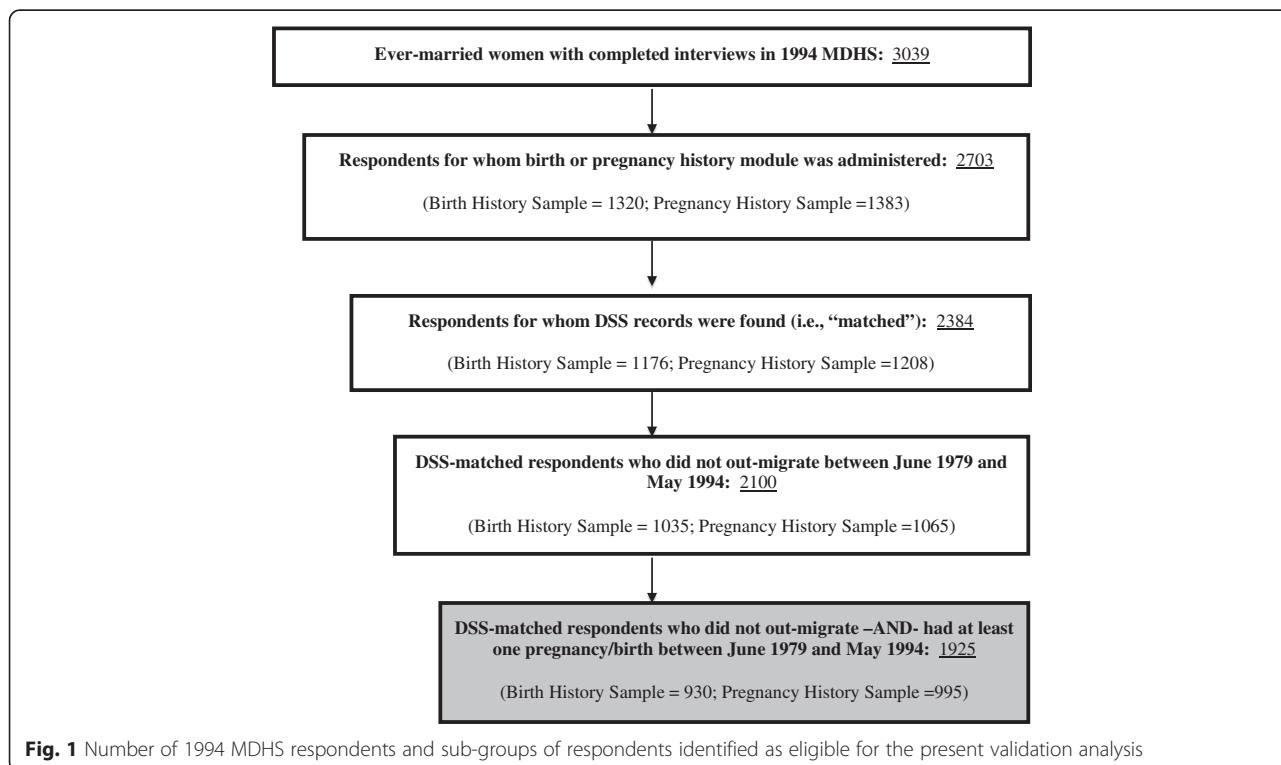 Ever-married women with completed interviews in 1994 MDHS: 3039
Respondents for whom birth or pregnancy history module was administered: 2703
(Birth History Sample = 1320; Pregnancy History Sample =1383)
Respondents for whom DSS records were found (i.e., “matched”): 2384
(Birth History Sample = 1176; Pregnancy History Sample =1208)
DSS-matched respondents who did not out-migrate between June 1979 and
May 1994: 2100
(Birth History Sample = 1035; Pregnancy History Sample =1065)
DSS-matched respondents who did not out-migrate –AND- had at least
one pregnancy/birth between June 1979 and May 1994: 1925
(Birth History Sample = 930; Pregnancy History Sample =995)
Fig. 1 Number of 1994 MDHS respondents and sub-groups of respondents identified as eligible for the present validation analysis